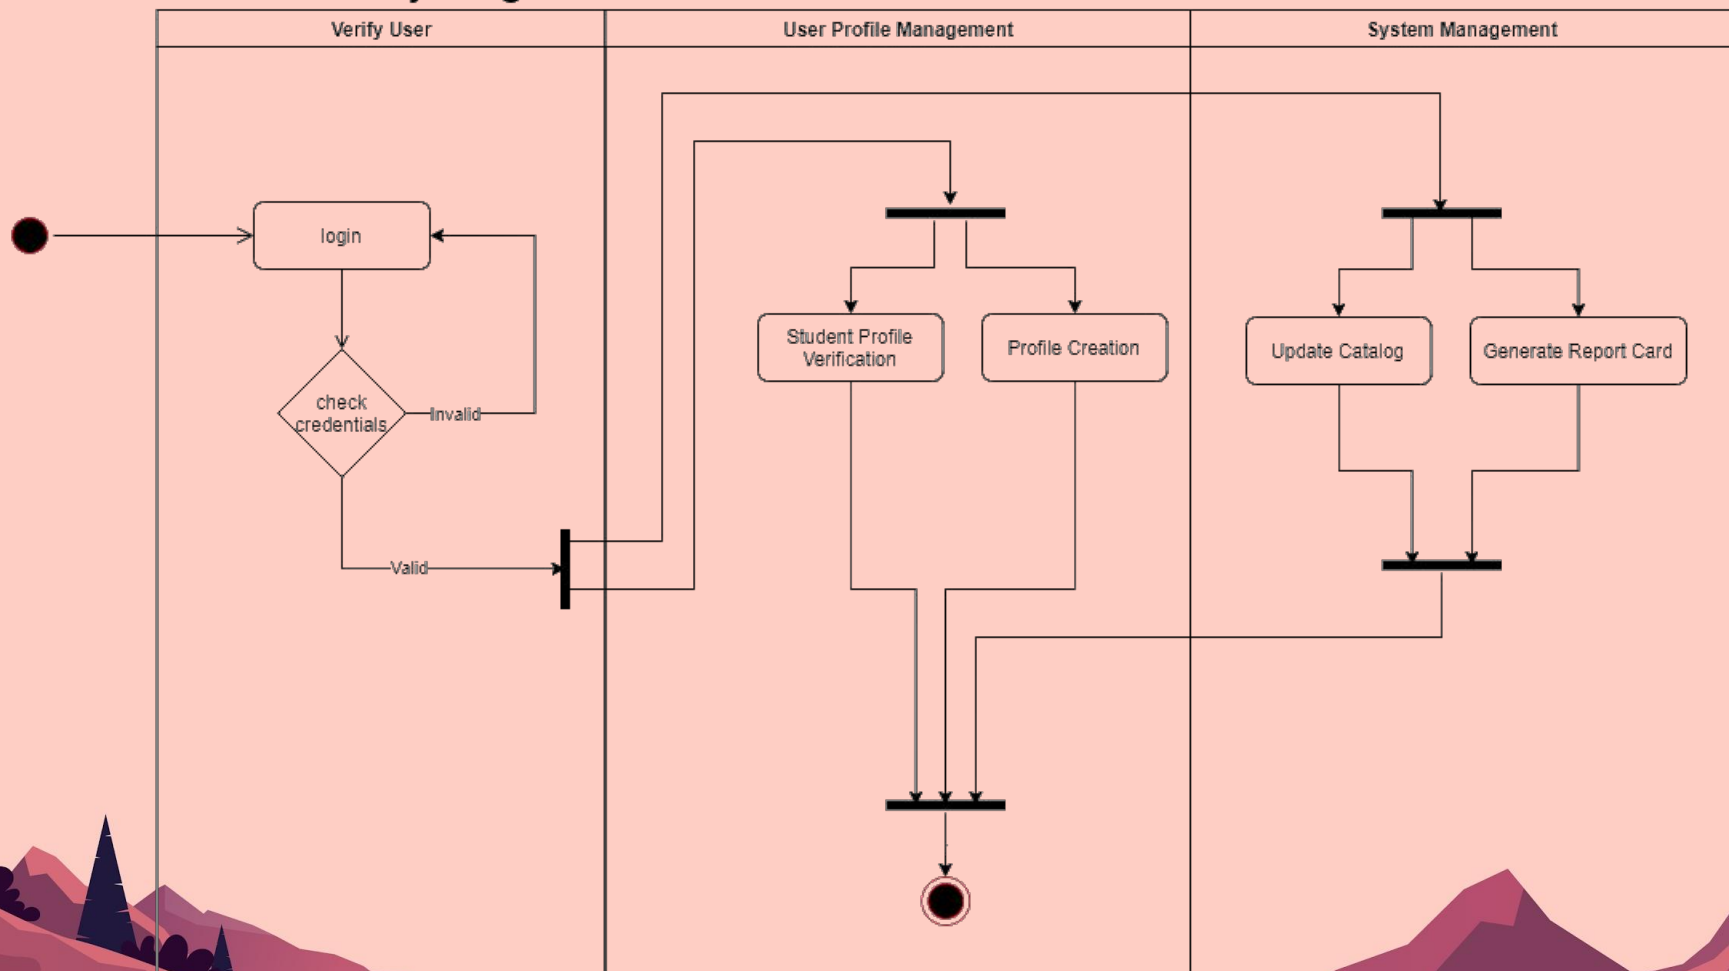 Verify User
User Profile Management
System Management
login
check
credentials
Invalid
Valid
Student Profile
Verification
Profile Creation
Update Catalog
Generate Report Card